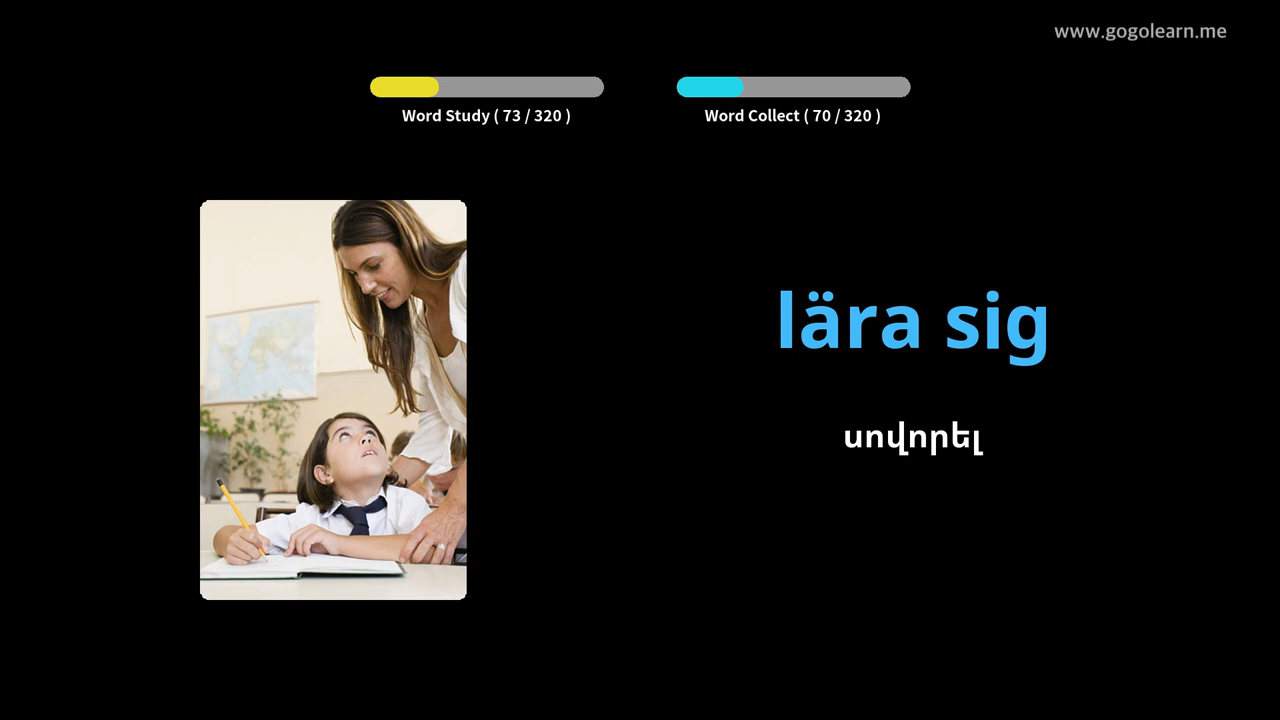 www.gogolearn.me
Word Study ( 73 / 320 )
Word Collect ( 70 / 320 )
lära sig
սովորել